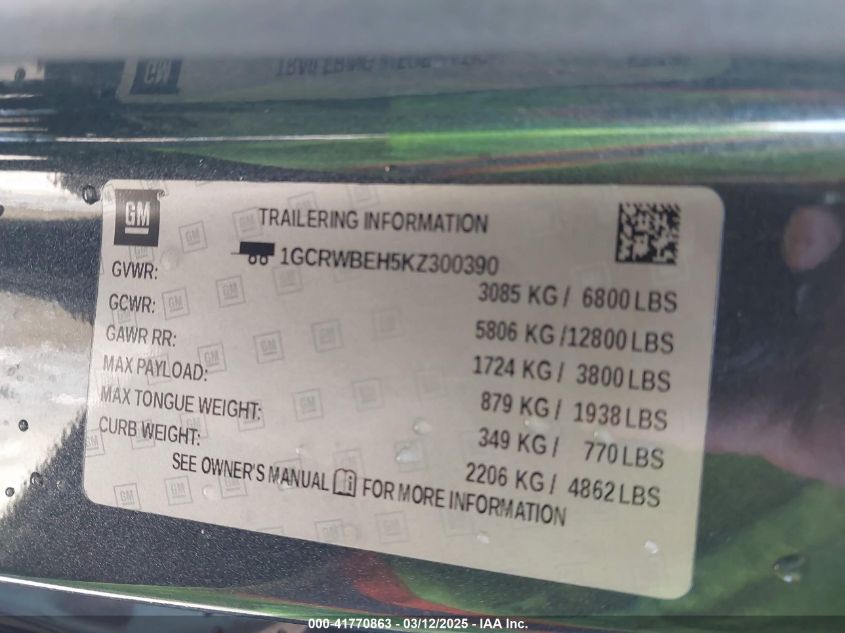 GM
TRAILERING INFORMATION
1GCRWBEH5KZ300390
GVWR: 3085 KG / 6800 LBS
GCWR: 5806 KG / 12800 LBS
GAWR RR: 1724 KG / 3800 LBS
MAX PAYLOAD: 879 KG / 1938 LBS
MAX TONGUE WEIGHT: 349 KG / 770 LBS
CURB WEIGHT: 2206 KG / 4862 LBS
SEE OWNER'S MANUAL FOR MORE INFORMATION
000-41770863 - 03/12/2025 - IAA Inc.